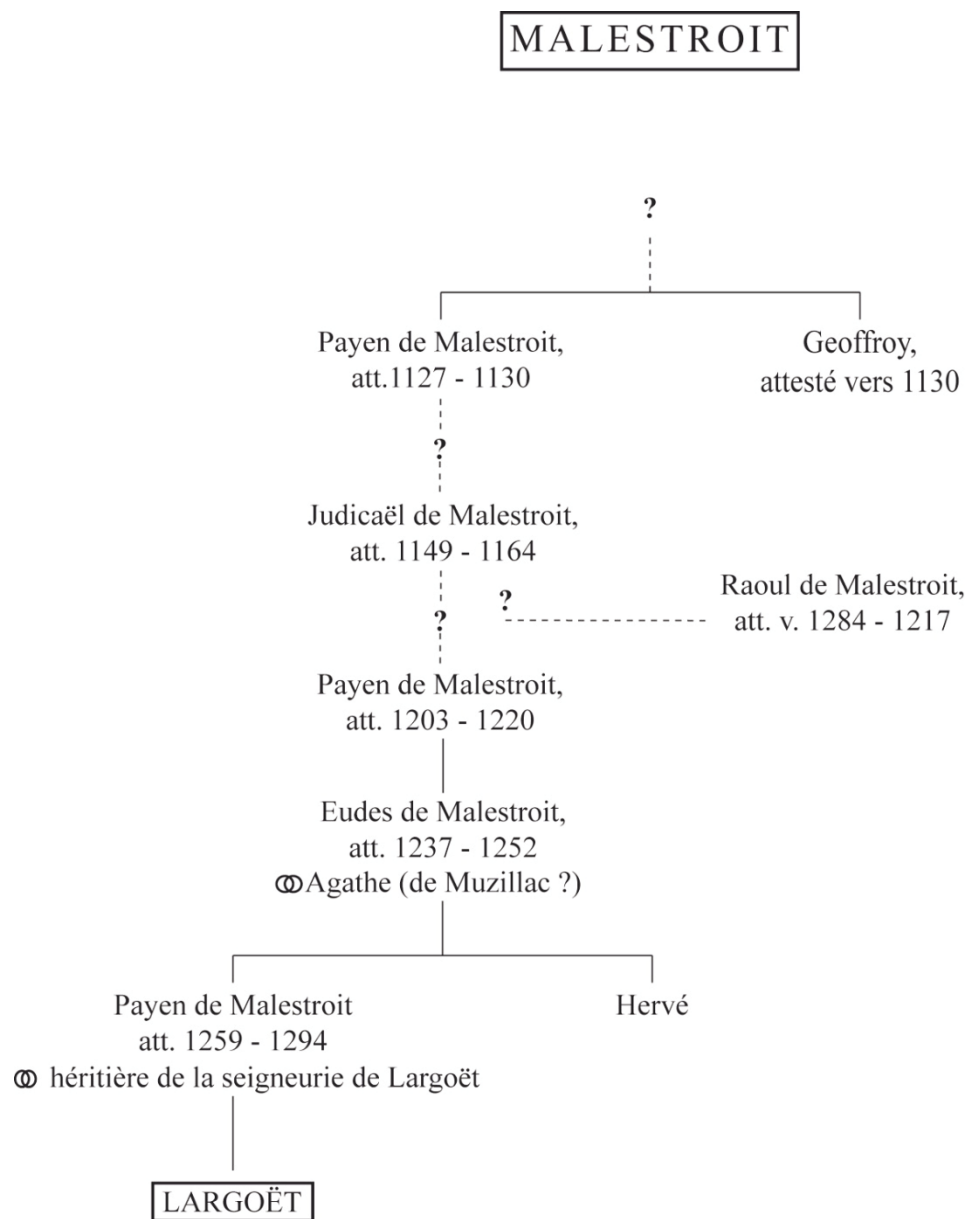 MALESTROIT
?
Payen de Malestroit,
att.1127 - 1130
Geoffroy,
attesté vers 1130
?
Judicaël de Malestroit,
att. 1149 - 1164
?
?
Raoul de Malestroit,
att. v. 1284 - 1217
Payen de Malestroit,
att. 1203 - 1220
Eudes de Malestroit,
att. 1237 - 1252
Agathe (de Muzillac ?)
Payen de Malestroit
att. 1259 - 1294
héritière de la seigneurie de Largoët
Hervé
LARGOËT